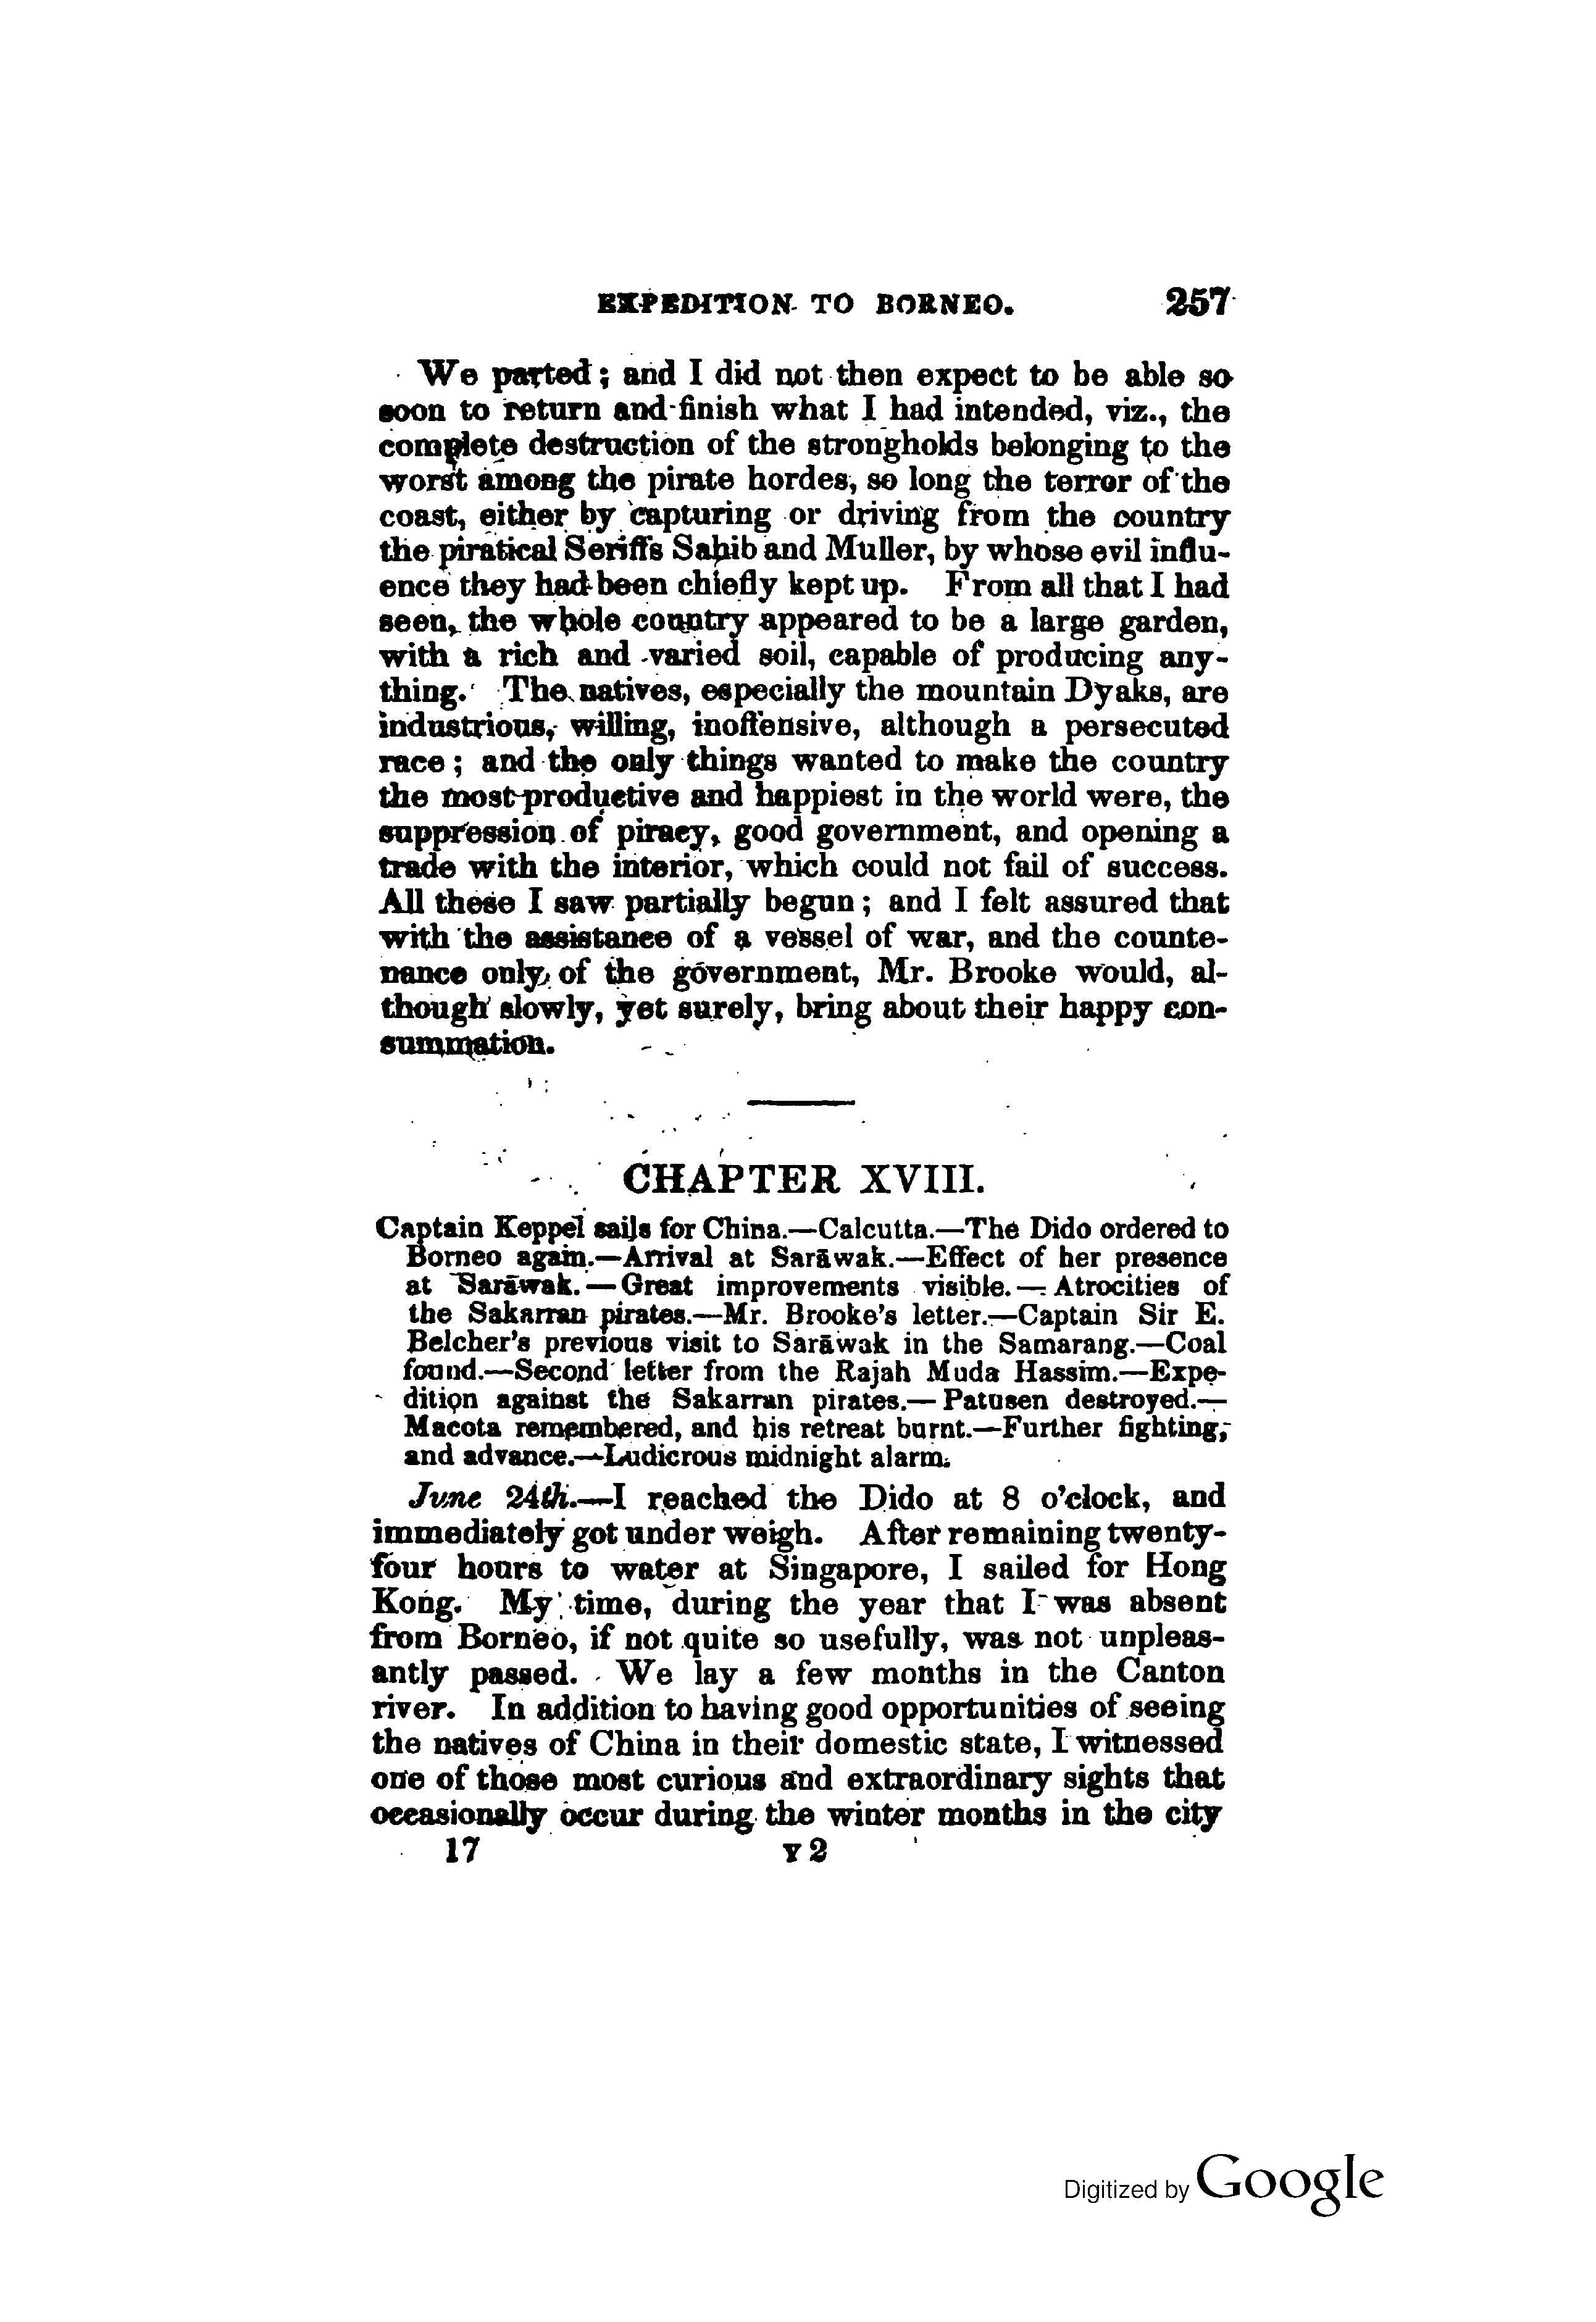 EXPEDITION TO BORNEO. 257
We parted; and I did not then expect to be able so
soon to return and finish what I had intended, viz., the
complete destruction of the strongholds belonging to the
worst among the pirate hordes, so long the terror of the
coast, either by capturing or driving from the country
the piratical Seriffs Sahib and Muller, by whose evil influ-
ence they had been chiefly kept up. From all that I had
seen, the whole country appeared to be a large garden,
with a rich and varied soil, capable of producing any-
thing. The natives, especially the mountain Dyaks, are
industrious, willing, inoffensive, although a persecuted
race; and the only things wanted to make the country
the most productive and happiest in the world were, the
suppression of piracy, good government, and opening a
trade with the interior, which could not fail of success.
All these I saw partially begun; and I felt assured that
with the assistance of a vessel of war, and the counte-
nance only of the government, Mr. Brooke would, al-
though slowly, yet surely, bring about their happy con-
summation.
CHAPTER XVIII.
Captain Keppel sails for China.—Calcutta.—The Dido ordered to
Borneo again.—Arrival at Sarāwak.—Effect of her presence
at Sarāwak.—Great improvements visible.—Atrocities of
the Sakarran pirates.—Mr. Brooke's letter.—Captain Sir E.
Belcher's previous visit to Sarāwak in the Samarang.—Coal
found.—Second letter from the Rajah Muda Hassim.—Expe-
dition against the Sakarran pirates.—Patusen destroyed.—
Macota remembered, and his retreat burnt.—Further fighting,
and advance.—Ludicrous midnight alarm.
June 24th.—I reached the Dido at 8 o'clock, and
immediately got under weigh. After remaining twenty-
four hours to water at Singapore, I sailed for Hong
Kong. My time, during the year that I was absent
from Borneo, if not quite so usefully, was not unpleas-
antly passed. We lay a few months in the Canton
river. In addition to having good opportunities of seeing
the natives of China in their domestic state, I witnessed
one of those most curious and extraordinary sights that
occasionally occur during the winter months in the city
17 Y 2
Digitized by Google